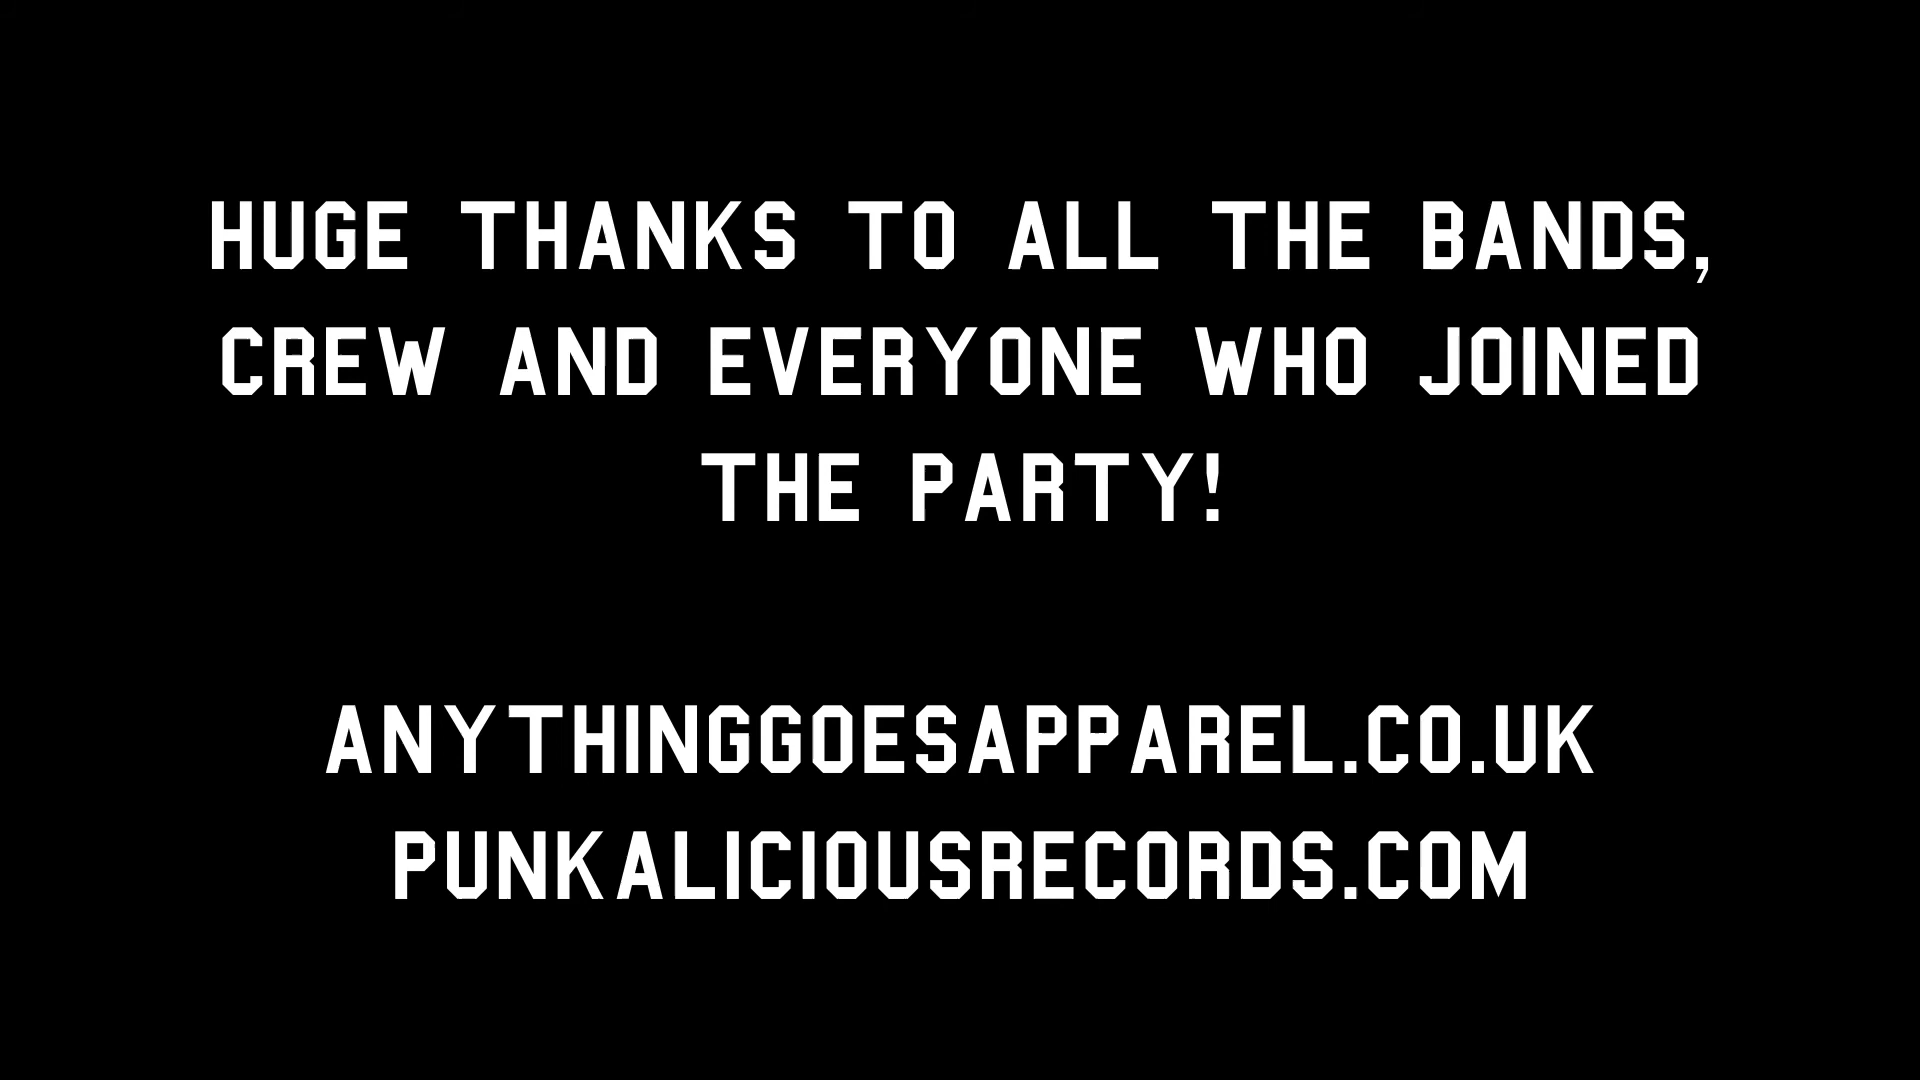 HUGE THANKS TO ALL THE BANDS,
CREW AND EVERYONE WHO JOINED
THE PARTY!
ANYTHINGGOESAPPAREL.CO.UK
PUNKALICIOUSRECORDS.COM